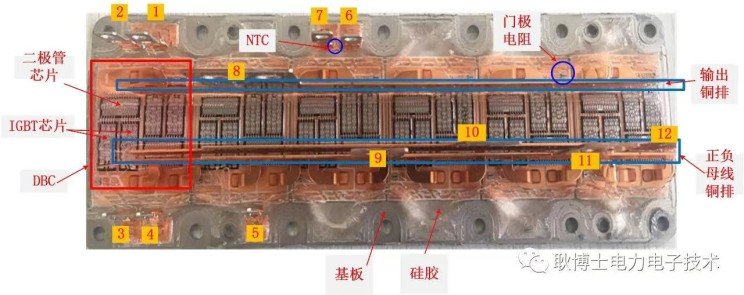 2
1
7
6
NTC
门极
电阻
二极管
芯片
8
输出
铜排
IGBT芯片
10
12
9
11
DBC
正负
母线
铜排
3
4
5
基板
硅胶
耿博士电力电子技术